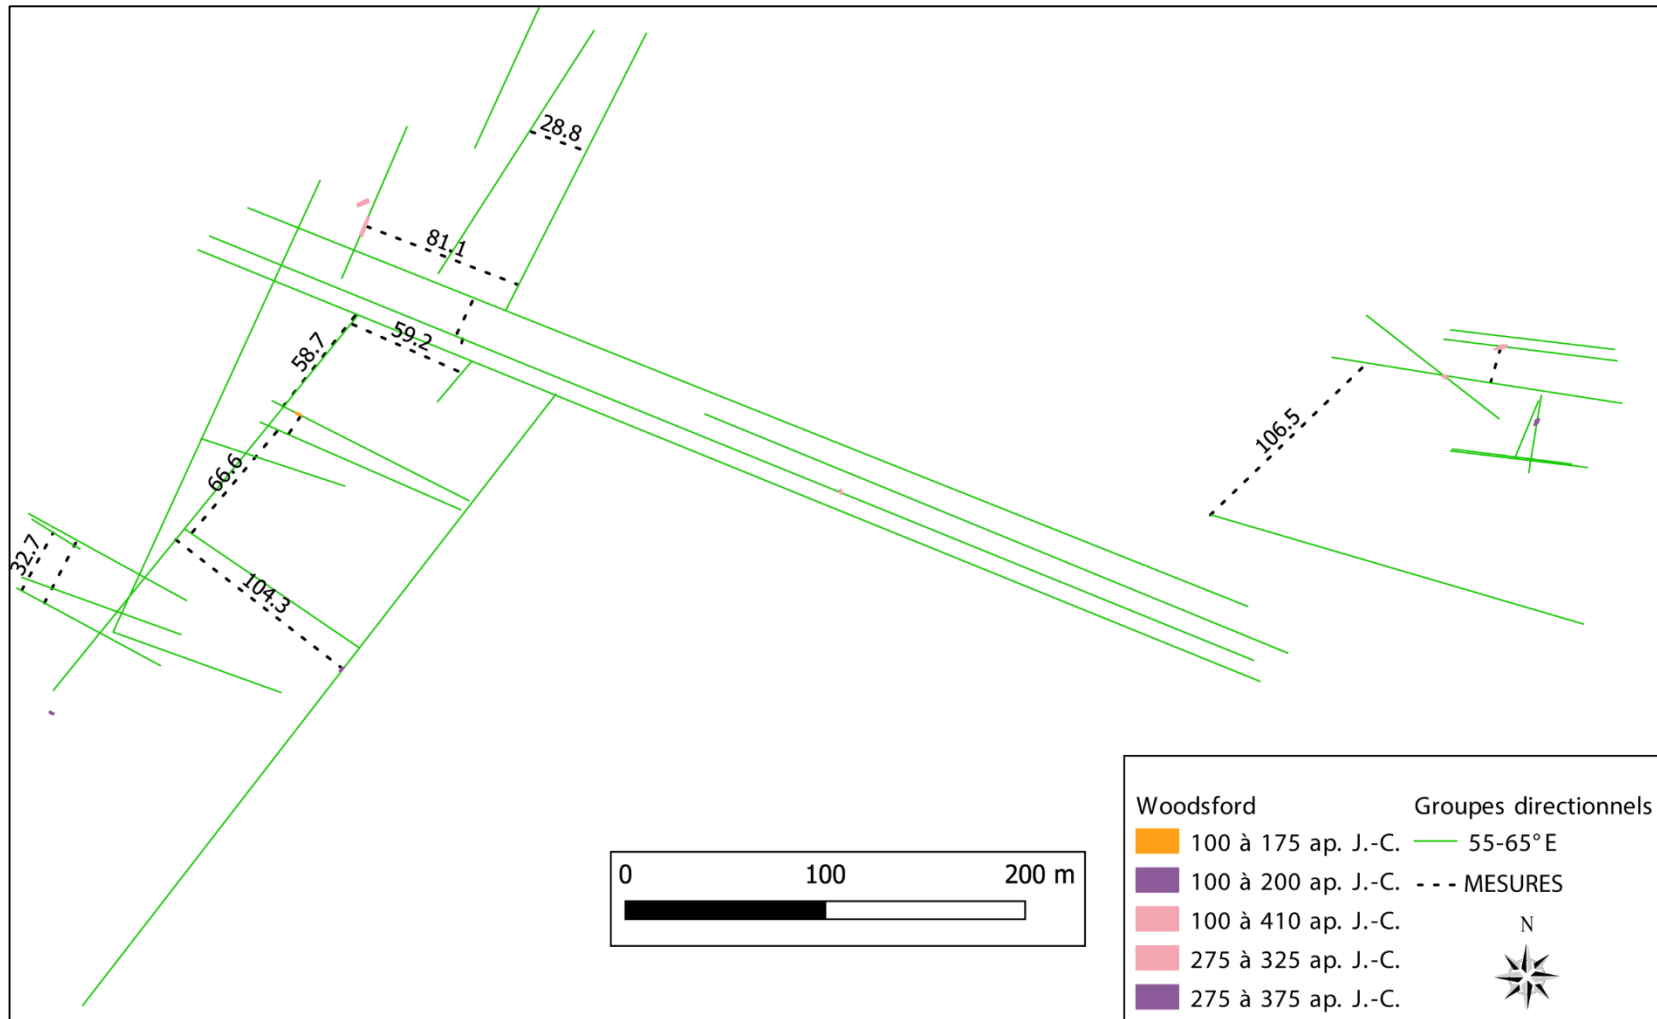 28.8
81.1
59.2
58.7
66.6
32.7
104.3
106.5
0 100 200 m
Woodsford
100 à 175 ap. J.-C.
100 à 200 ap. J.-C.
100 à 410 ap. J.-C.
275 à 325 ap. J.-C.
275 à 375 ap. J.-C.
Groupes directionnels
55-65°E
MESURES
N